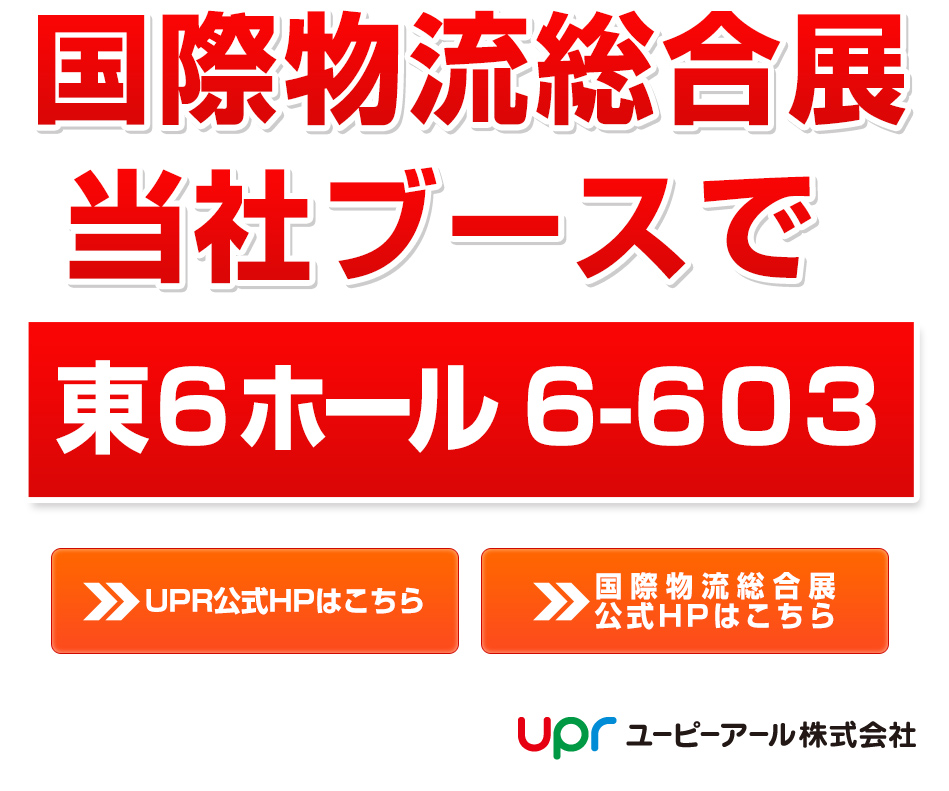 国際物流総合展
当社ブースで
東6ホール 6-603
UPR公式HPはこちら
国際物流総合展
公式HPはこちら
upr ユーピーアール株式会社